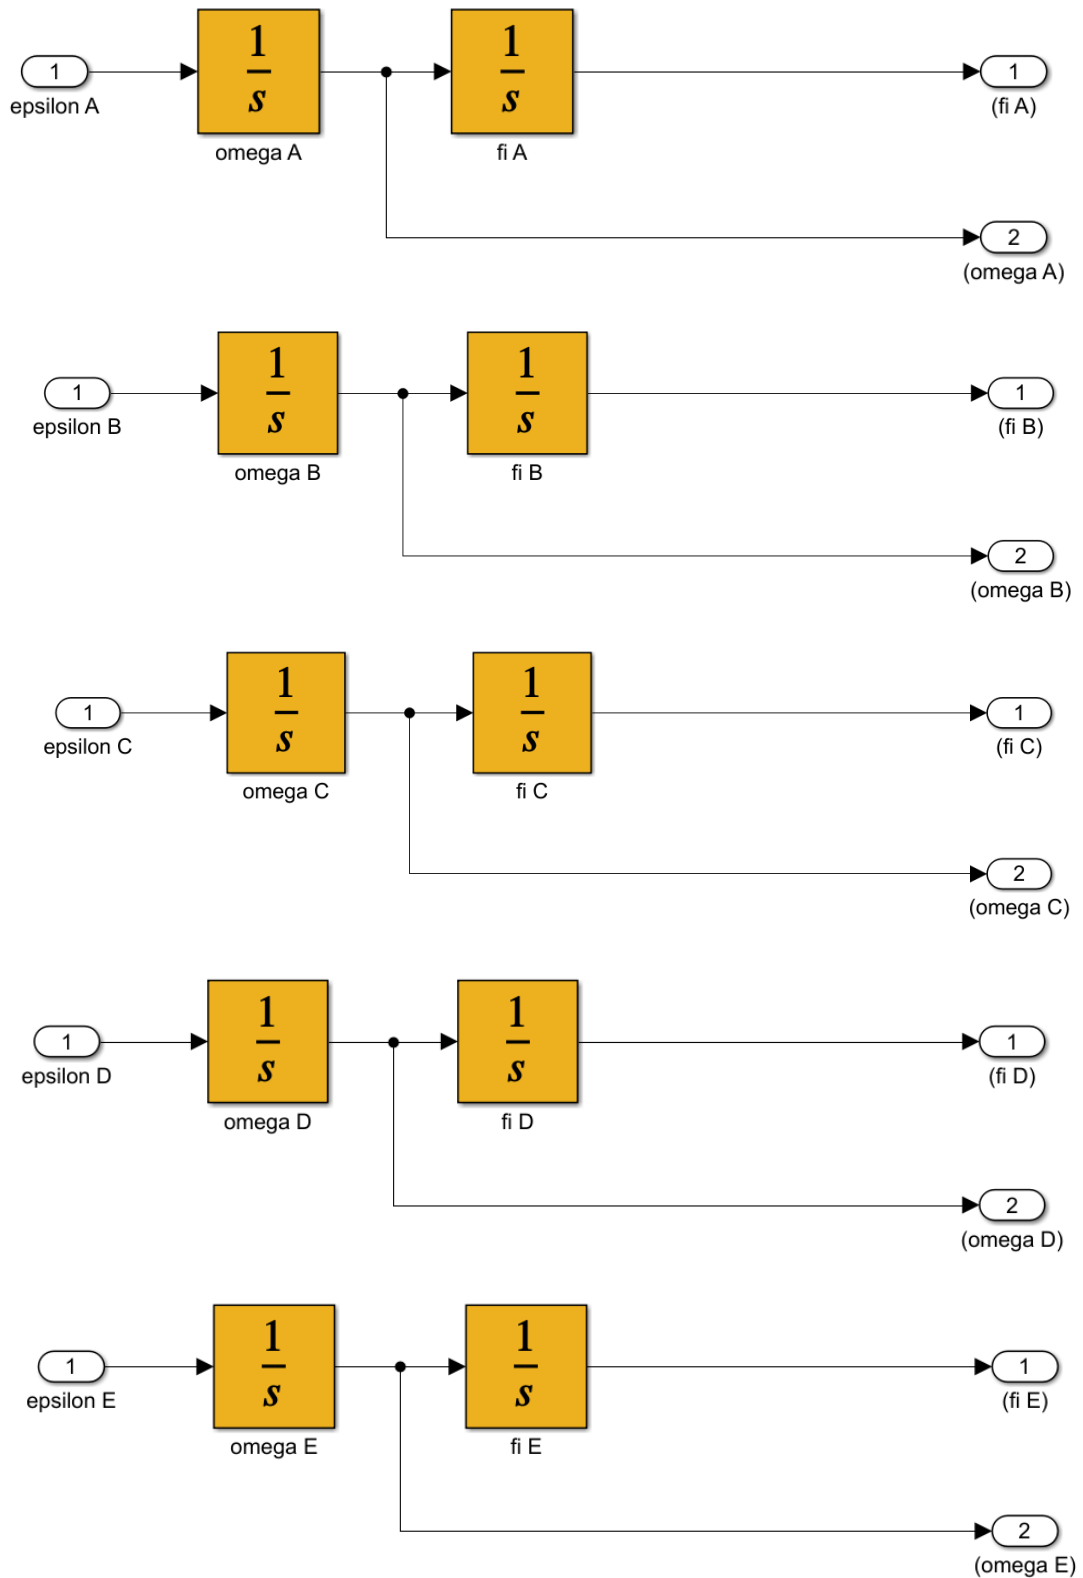 1
s
1
s
1
epsilon A
omega A
fi A
1
(fi A)
2
(omega A)
1
s
1
s
1
epsilon B
omega B
fi B
1
(fi B)
2
(omega B)
1
s
1
s
1
epsilon C
omega C
fi C
1
(fi C)
2
(omega C)
1
s
1
s
1
epsilon D
omega D
fi D
1
(fi D)
2
(omega D)
1
s
1
s
1
epsilon E
omega E
fi E
1
(fi E)
2
(omega E)